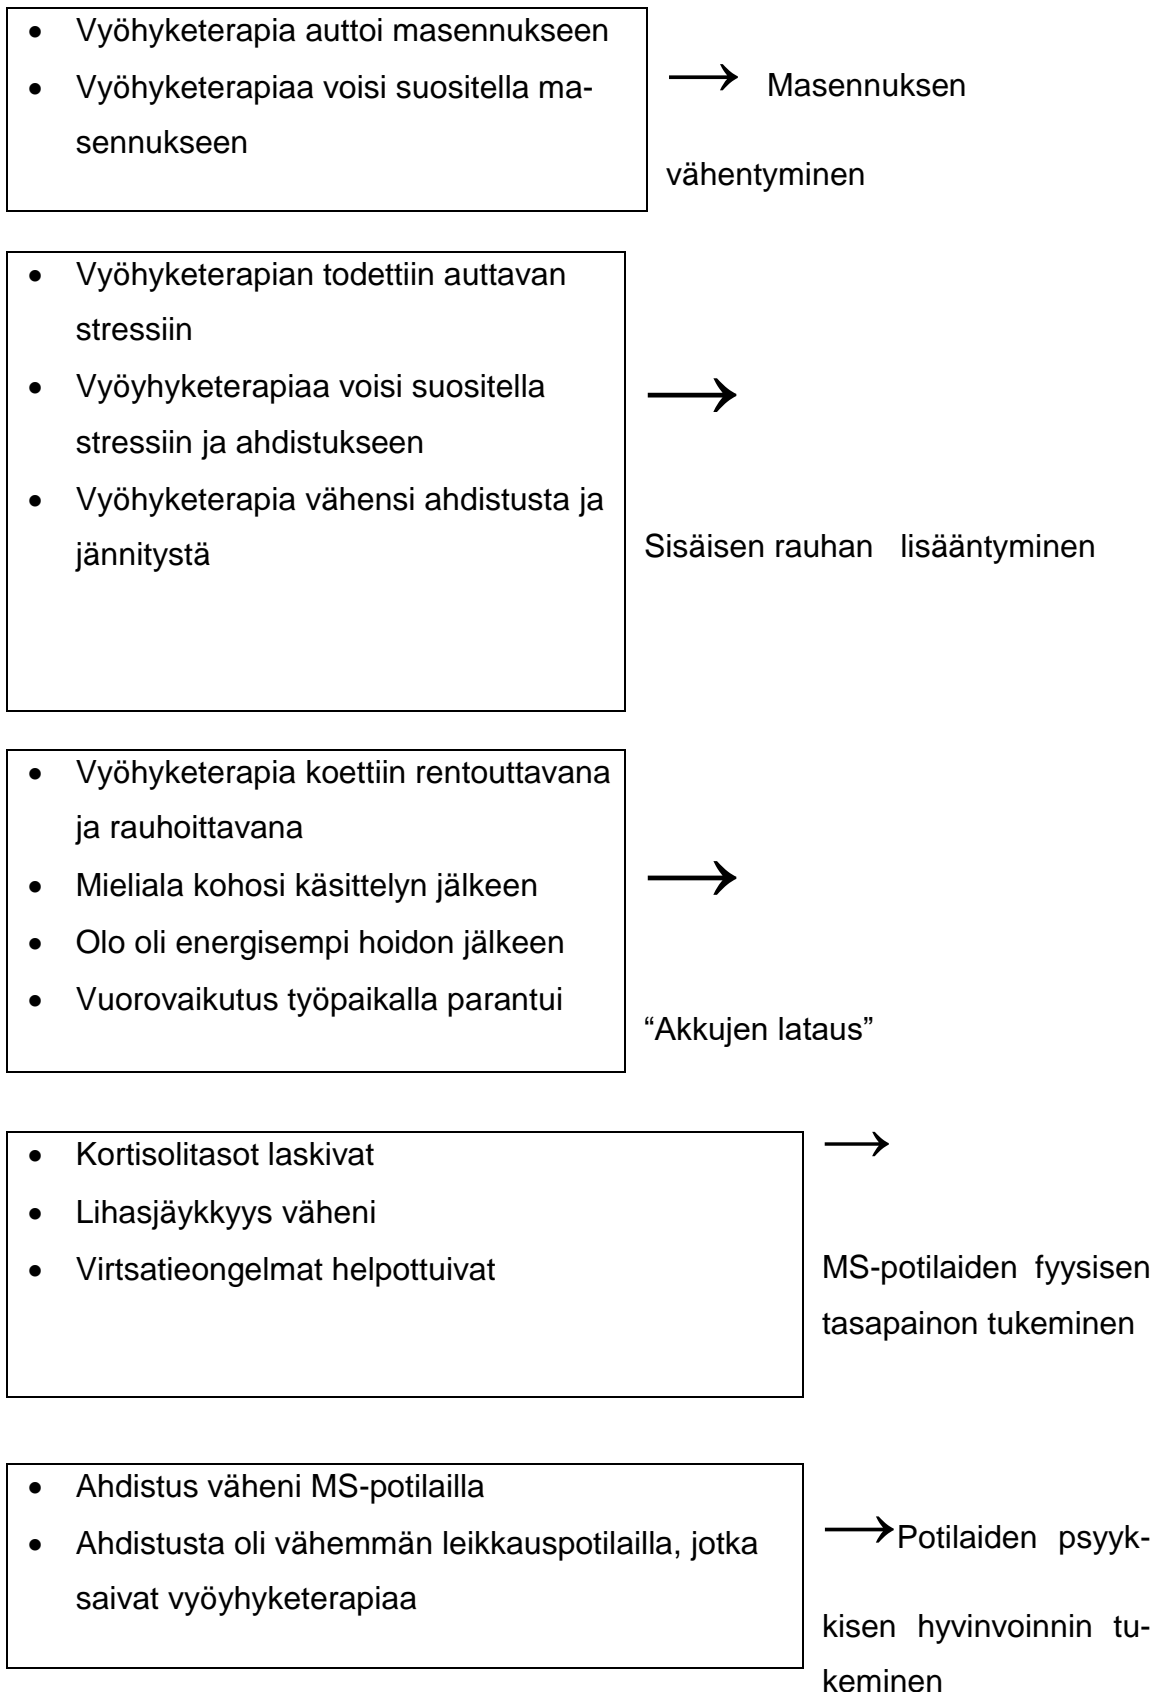 • Vyöhyketerapia auttoi masennukseen
• Vyöhyketerapiaa voisi suositella ma-
sennukseen
→ Masennuksen
vähentyminen
• Vyöhyketerapian todettiin auttavan
stressiin
• Vyöyhyketerapiaa voisi suositella
stressiin ja ahdistukseen
• Vyöhyketerapia vähensi ahdistusta ja
jännitystä
→
Sisäisen rauhan lisääntyminen
• Vyöhyketerapia koettiin rentouttavana
ja rauhoittavana
• Mieliala kohosi käsittelyn jälkeen
• Olo oli energisempi hoidon jälkeen
• Vuorovaikutus työpaikalla parantui
→
“Akkujen lataus”
• Kortisolitasot laskivat
• Lihasjäykkyys väheni
• Virtsatieongelmat helpottuivat
→
MS-potilaiden fyysisen
tasapainon tukeminen
• Ahdistus väheni MS-potilailla
• Ahdistusta oli vähemmän leikkauspotilailla, jotka
saivat vyöyhyketerapiaa
→Potilaiden psyyk-
kisen hyvinvoinnin tu-
keminen